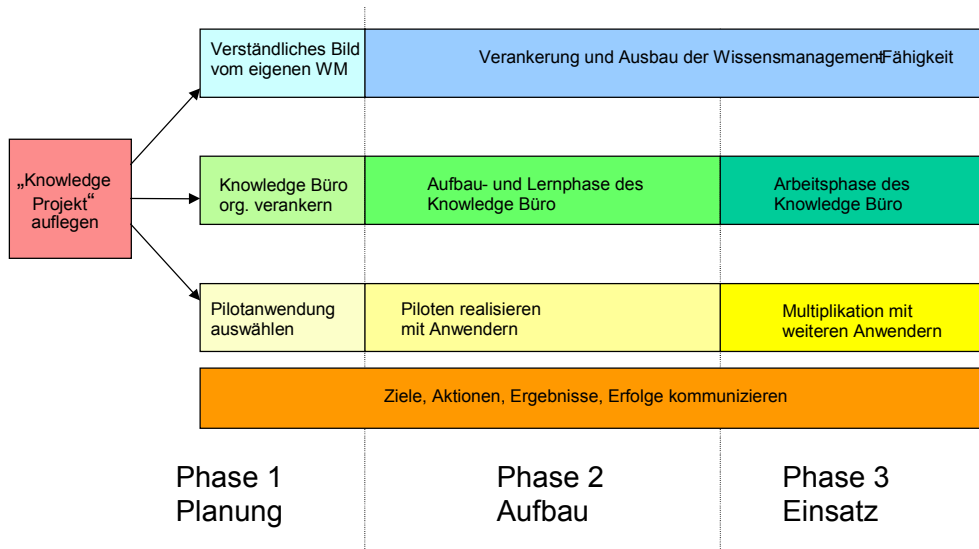 Verständliches Bild
vom eigenen WM
Verankerung und Ausbau der Wissensmanagement-Fähigkeit
„Knowledge
Projekt“
auflegen
Knowledge Büro
org. verankern
Aufbau- und Lernphase des
Knowledge Büro
Arbeitsphase des
Knowledge Büro
Pilotanwendung
auswählen
Piloten realisieren
mit Anwendern
Multiplikation mit
weiteren Anwendern
Ziele, Aktionen, Ergebnisse, Erfolge kommunizieren
Phase 1
Planung
Phase 2
Aufbau
Phase 3
Einsatz